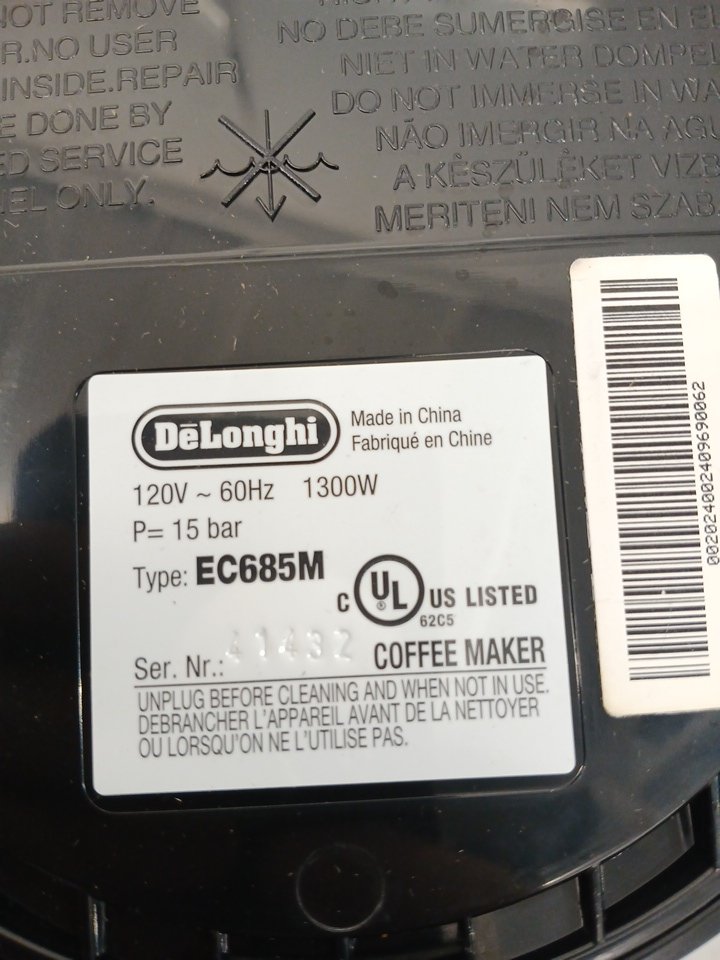 NOT REMOVE
R.NO USER
INSIDE.REPAIR
E DONE BY
ED SERVICE
NEL ONLY.
NO DEBE SUMERGISE EN EL
NIET IN WATER DOMPEL
DO NOT IMMERSE IN WA
NÃO IMERGIR NA AGU
A KÉSZÜLÉKET VIZB
MERITENI NEM SZABA
DēLonghi
Made in China
Fabriqué en Chine
120V ~ 60Hz 1300W
P= 15 bar
Type: EC685M
C UL ® US LISTED
62C5
Ser. Nr.: 41432 COFFEE MAKER
UNPLUG BEFORE CLEANING AND WHEN NOT IN USE.
DEBRANCHER L'APPAREIL AVANT DE LA NETTOYER
OU LORSQU'ON NE L'UTILISE PAS.
0020240024096900​62